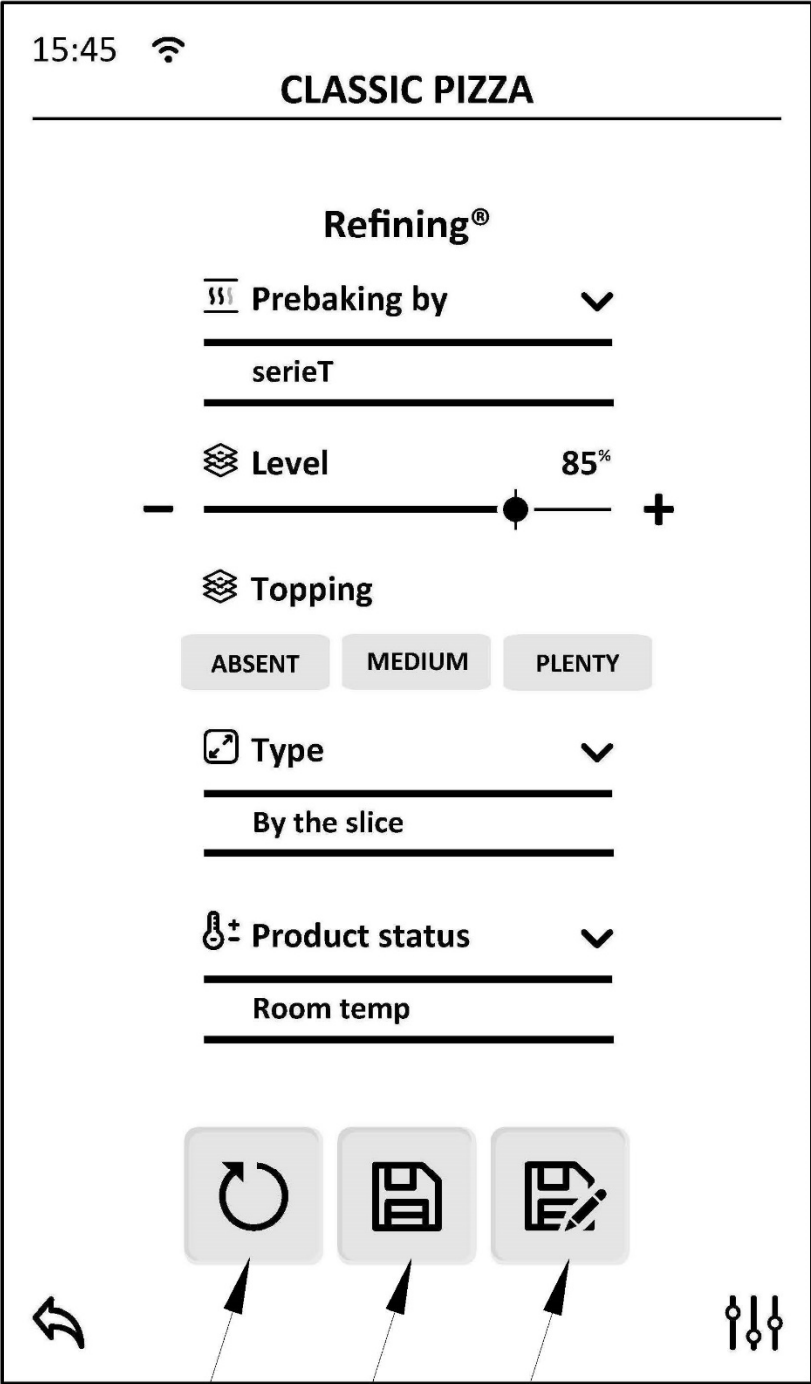 15:45
CLASSIC PIZZA
Refining®
Prebaking by
serieT
Level 85%
Topping
ABSENT MEDIUM PLENTY
Type
By the slice
Product status
Room temp